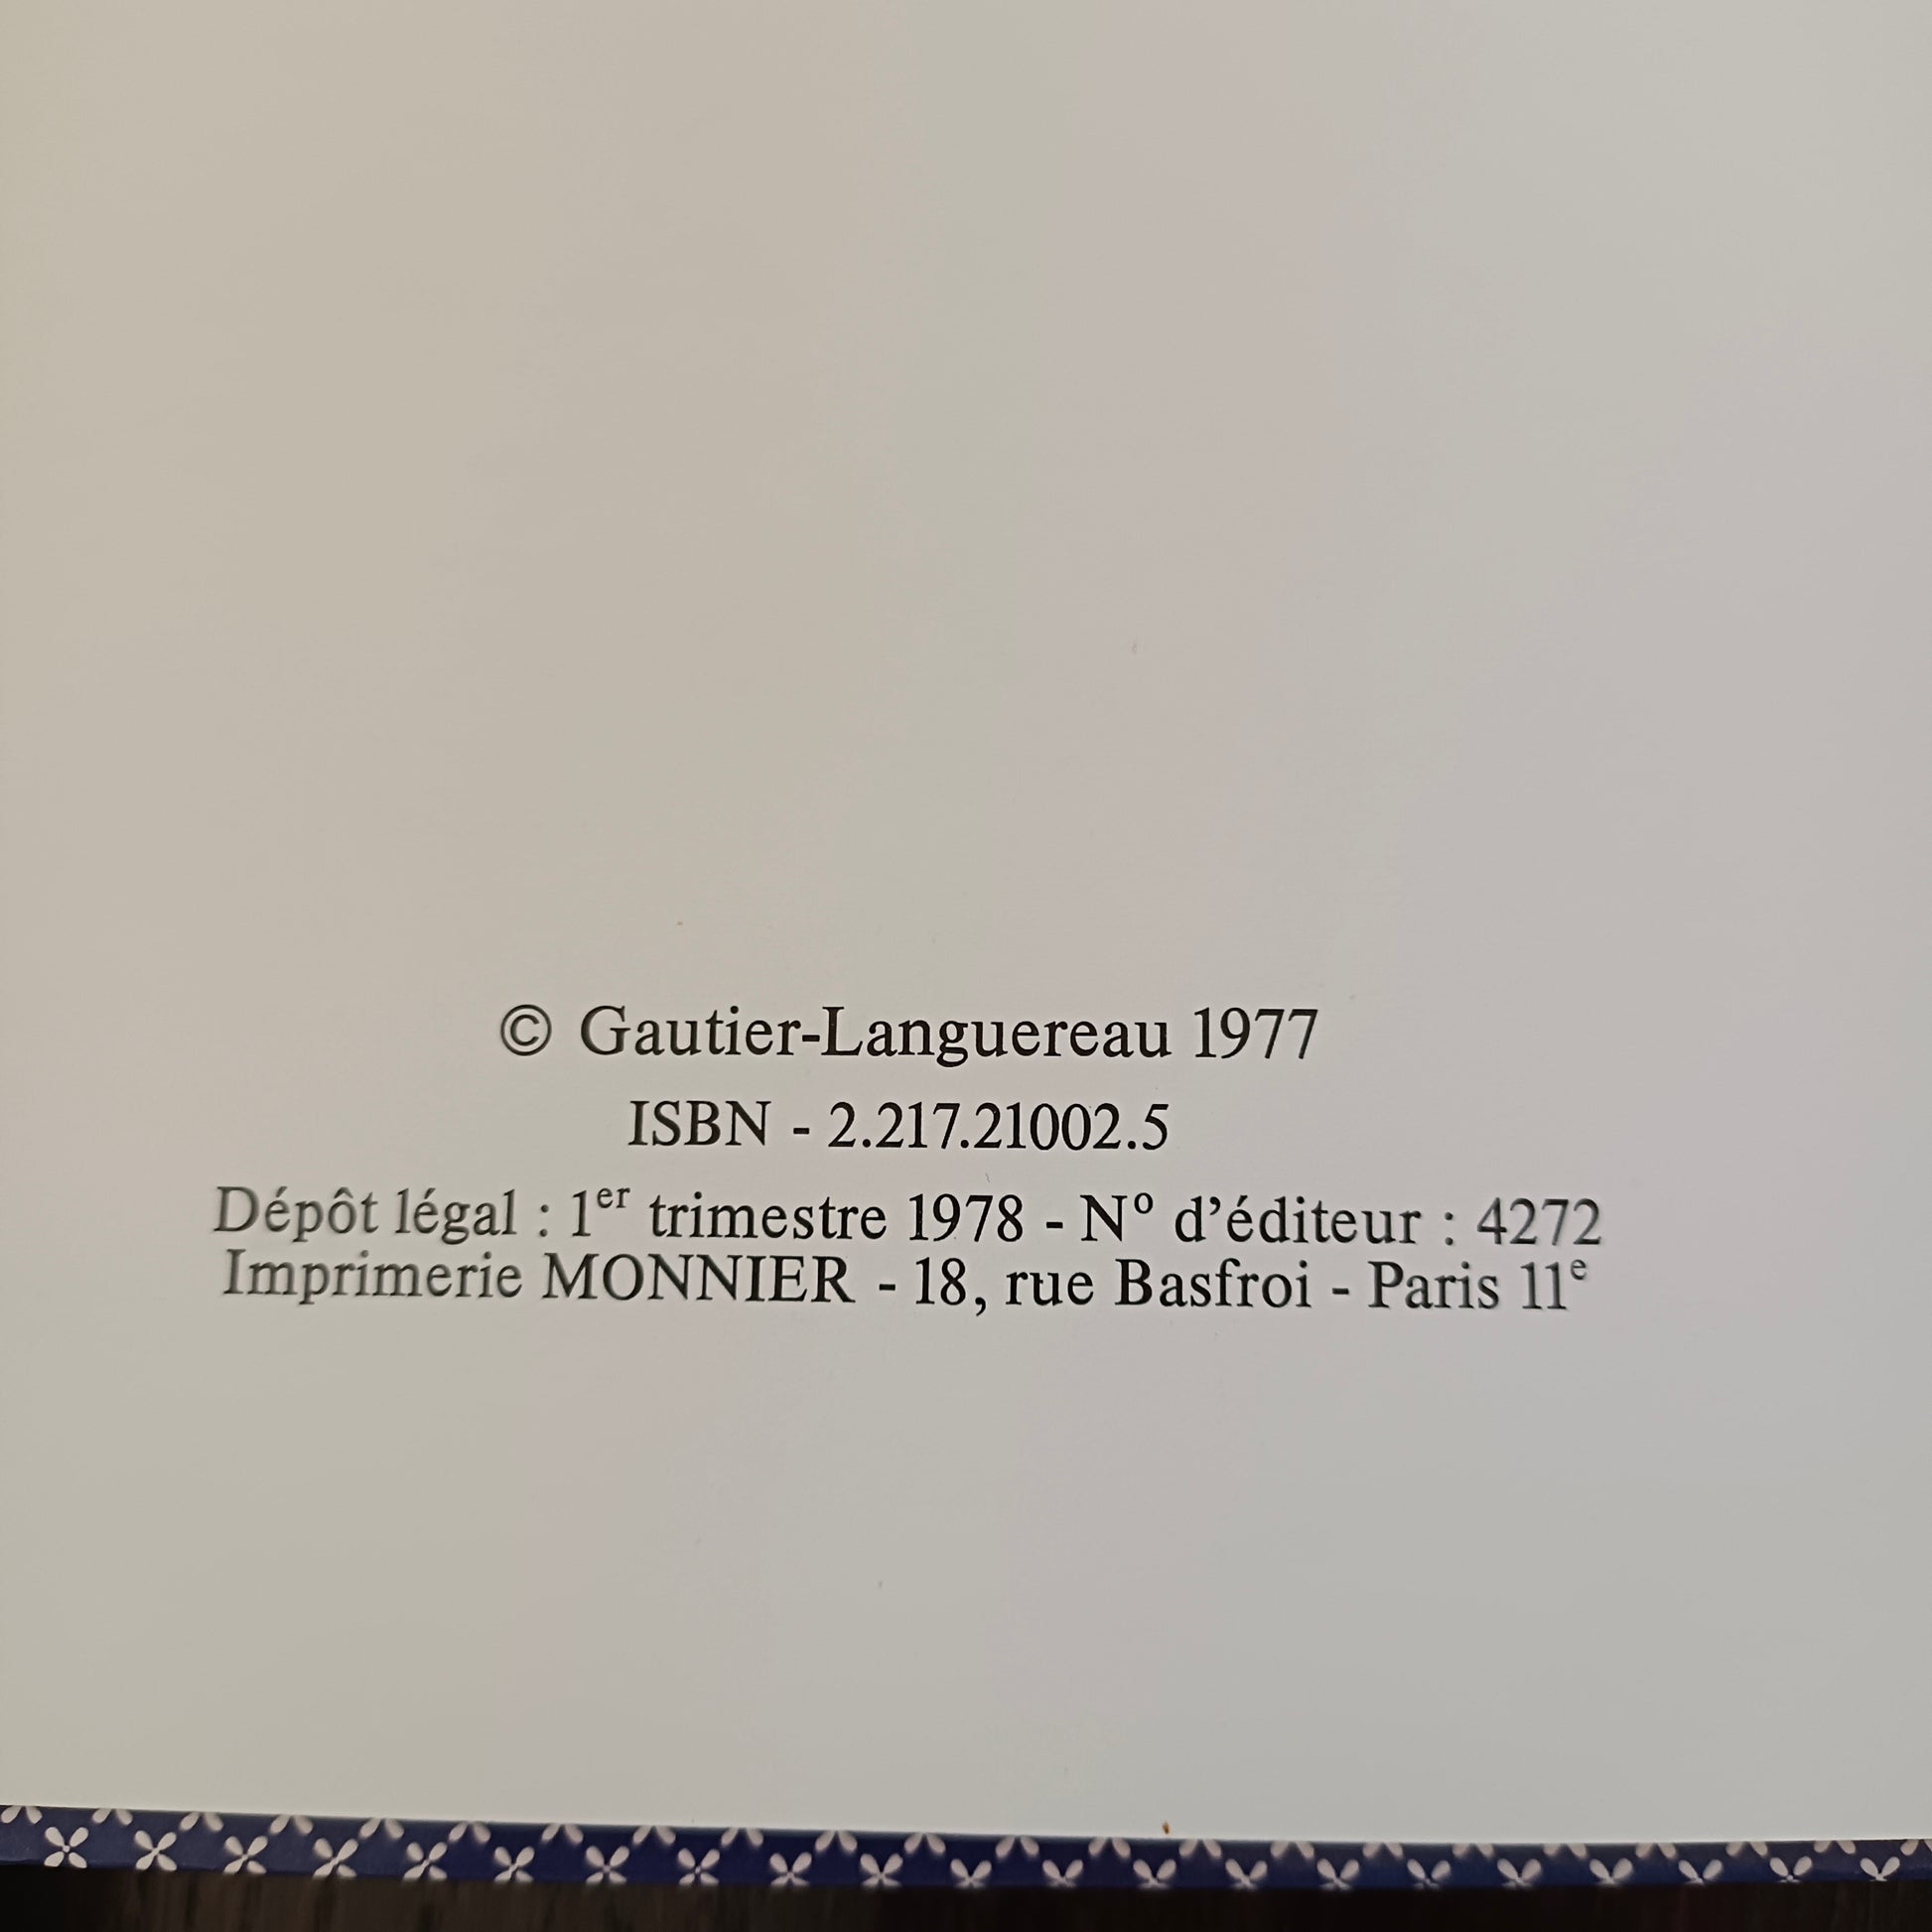 © Gautier-Languereau 1977
ISBN - 2.217.21002.5
Dépôt légal : 1er trimestre 1978 - No d’éditeur : 4272
Imprimerie MONNIER - 18, rue Basfroi - Paris 11e